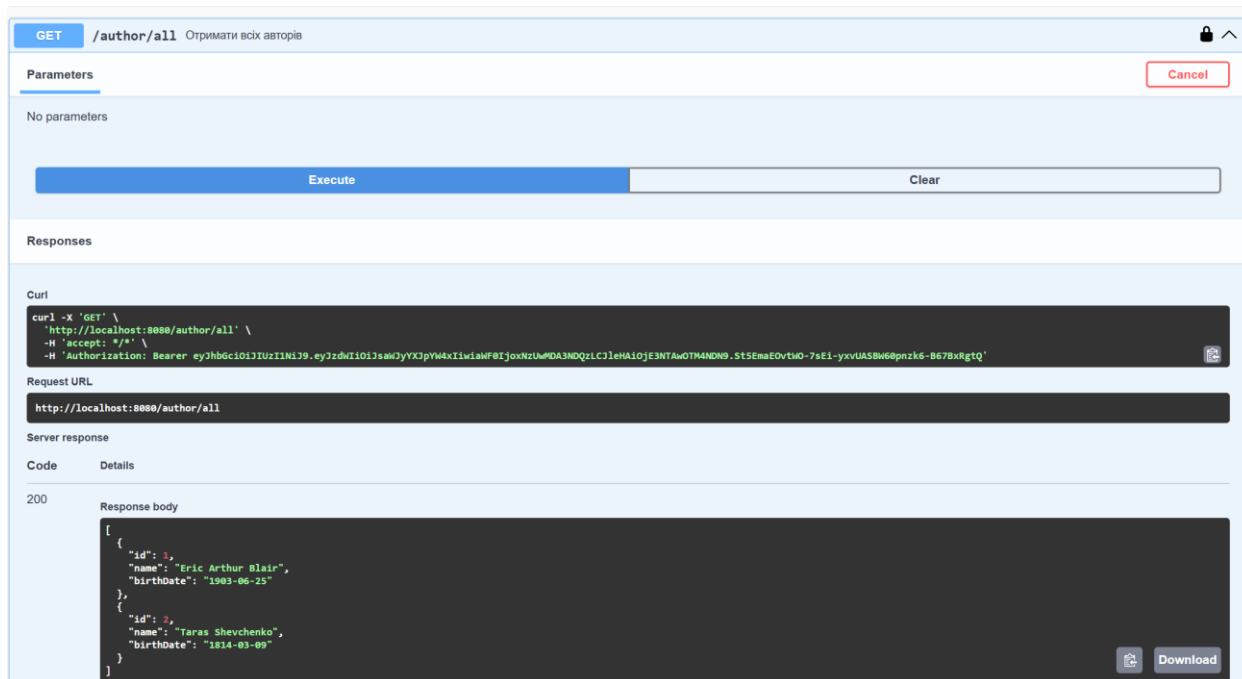 GET /author/all Отримати всіх авторів
Parameters
Cancel
No parameters
Execute
Clear
Responses
Curl
curl -X 'GET' \
'http://localhost:8080/author/all' \
-H 'accept: */*' \
-H 'Authorization: Bearer eyJhbGciOiJIUzI1NiJ9.eyJzdWIiOiJsaWJyYXJpYW4xIiwiaWF0IjoxNzUwMDA3NDQzLCJleHAiOjE3NTAwOTM4NDN9.St5EmaEOvtWO-7sEi-yxvUASBW60pnzk6-B67BxRgtQ'
Request URL
http://localhost:8080/author/all
Server response
Code Details
200
Response body
[
{
"id": 1,
"name": "Eric Arthur Blair",
"birthDate": "1903-06-25"
},
{
"id": 2,
"name": "Taras Shevchenko",
"birthDate": "1814-03-09"
}
]
Download